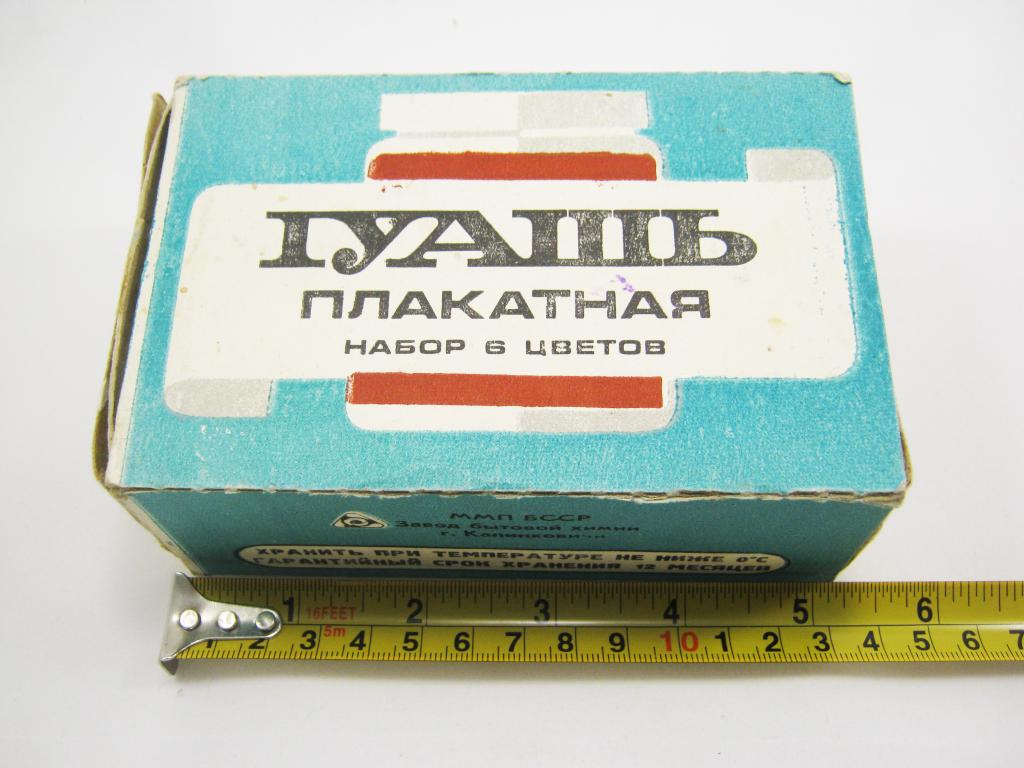 ГУАШЬ
ПЛАКАТНАЯ
НАБОР 6 ЦВЕТОВ
ММП БССР
Завод бытовой химии
г. Калинковичи
ХРАНИТЬ ПРИ ТЕМПЕРАТУРЕ НЕ НИЖЕ 0°С
ГАРАНТИЙНЫЙ СРОК ХРАНЕНИЯ 12 МЕСЯЦЕВ
1 16FEET 2 3 4 5 6
1 2 3 5m 4 5 6 7 8 9 10 1 2 3 4 5 6 7